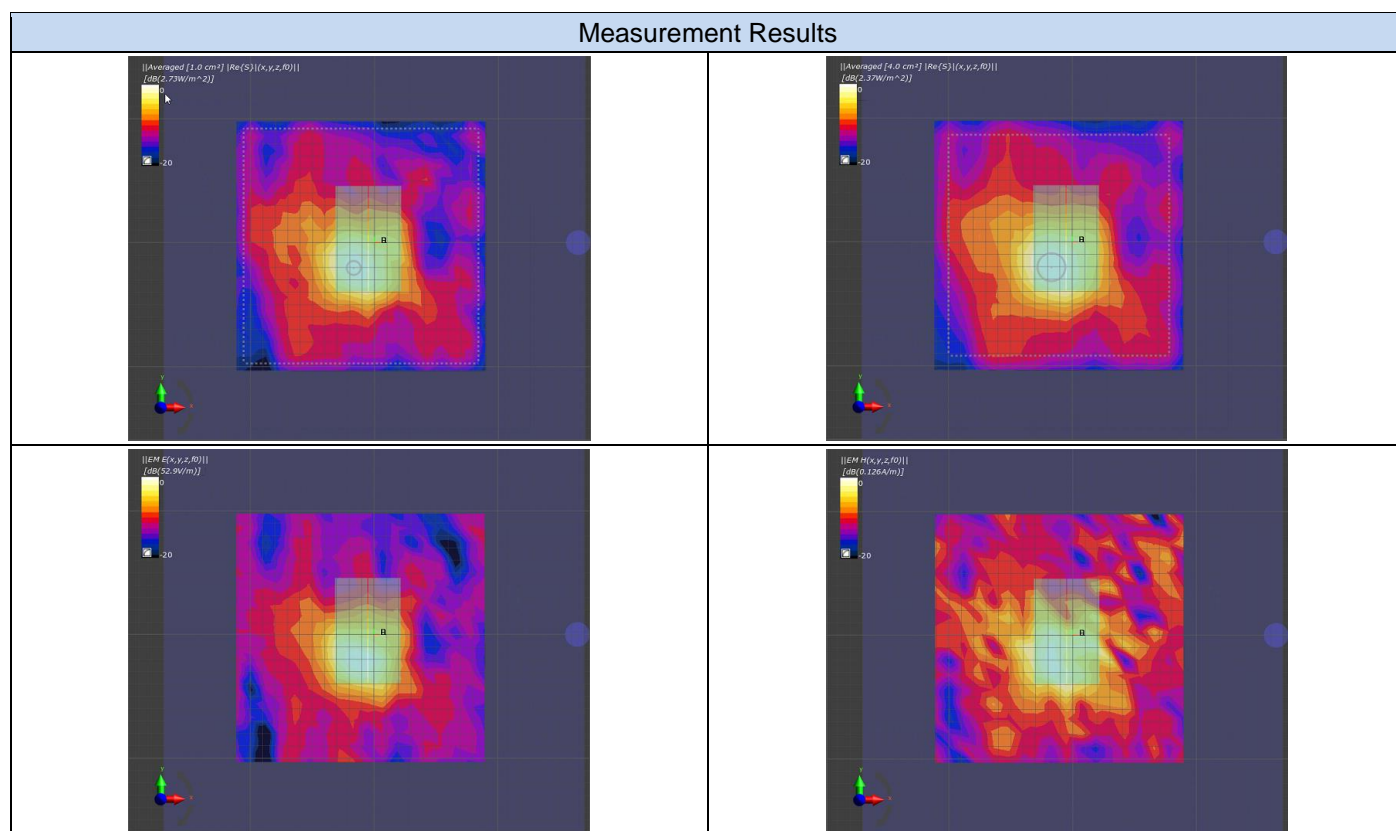 Measurement Results
||Averaged [1.0 cm²] |Re{S}|(x,y,z,f0)||
[dB(2.73W/m^2)]
0
-20
y
x
||Averaged [4.0 cm²] |Re{S}|(x,y,z,f0)||
[dB(2.37W/m^2)]
0
-20
y
x
||EM E(x,y,z,f0)||
[dB(52.9V/m)]
0
-20
y
x
||EM H(x,y,z,f0)||
[dB(0.126A/m)]
0
-20
y
x